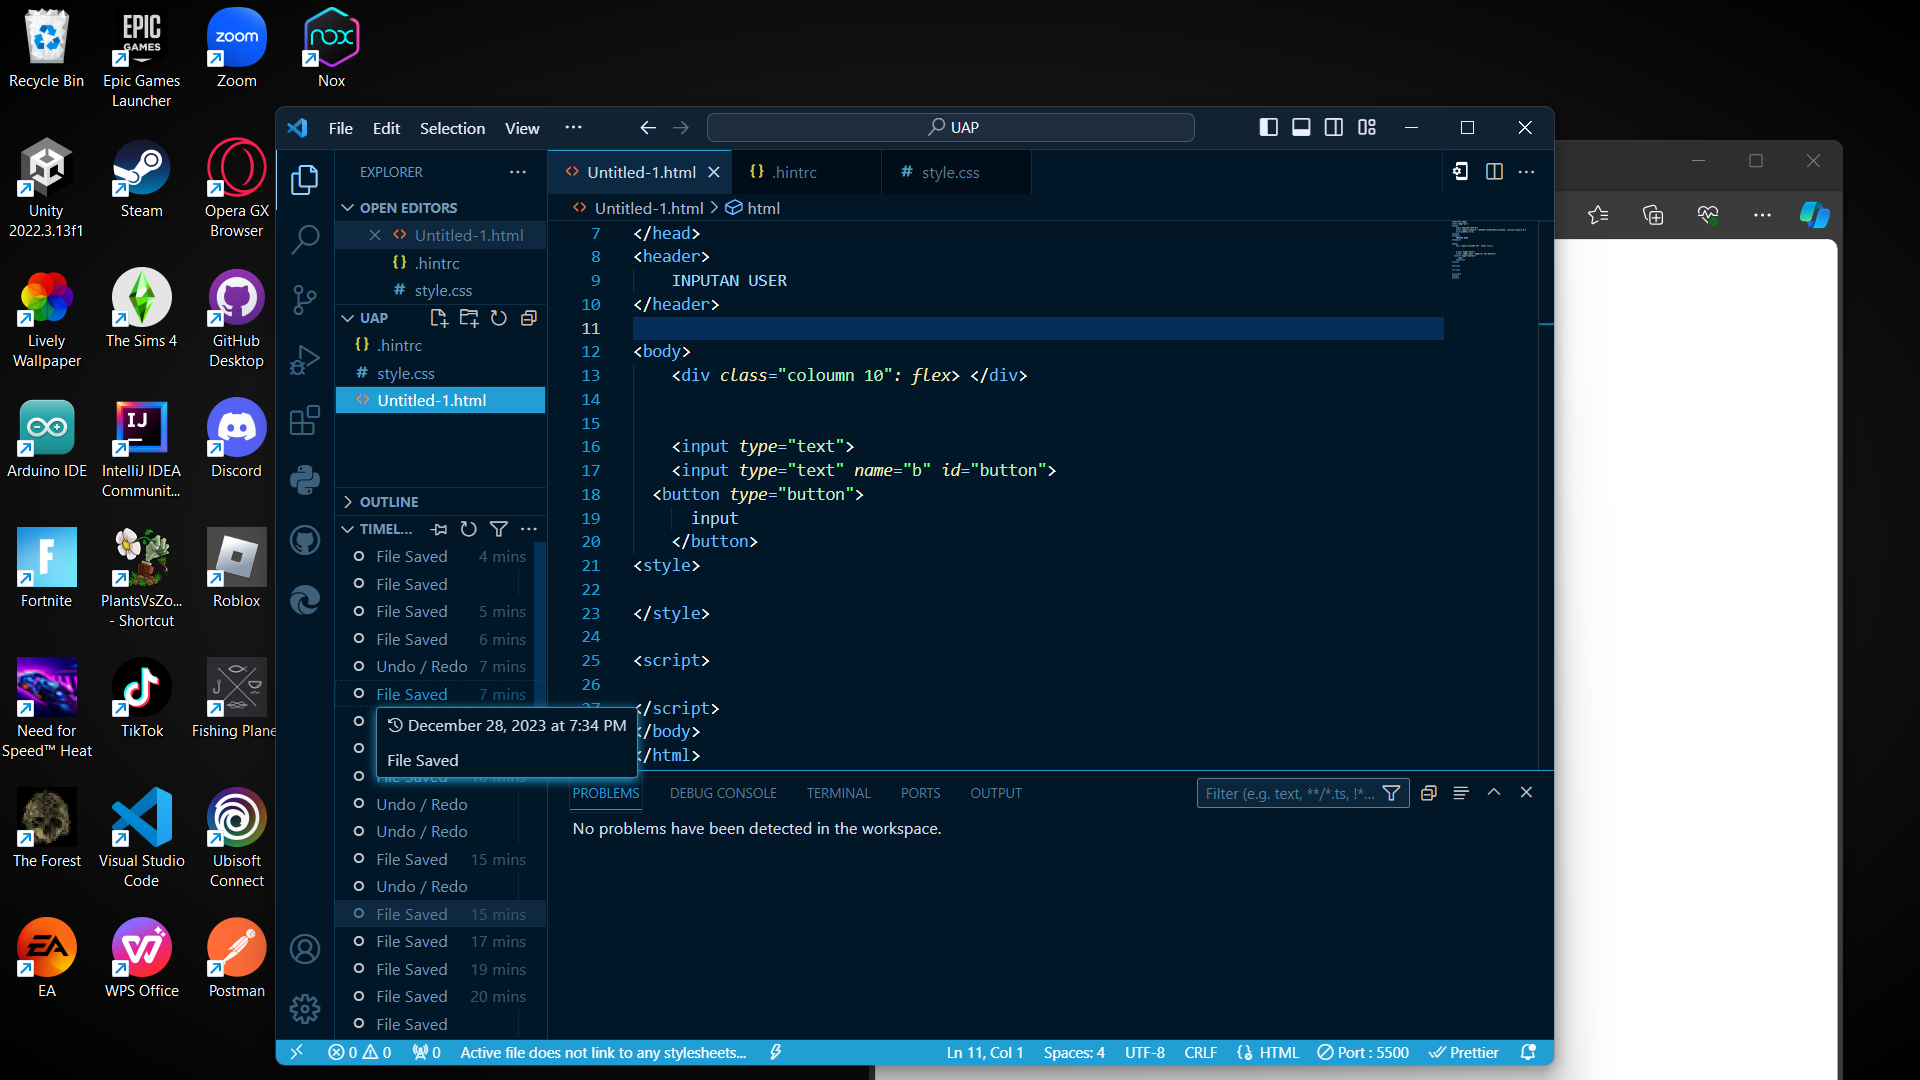 Recycle Bin
EPIC GAMES
Epic Games Launcher
zoom
Zoom
nox
Nox
Unity 2022.3.13f1
Steam
Opera GX Browser
Lively Wallpaper
The Sims 4
GitHub Desktop
Arduino IDE
IJ
IntelliJ IDEA Communit...
Discord
Fortnite
PlantsVsZo... - Shortcut
Roblox
Need for Speed™ Heat
TikTok
Fishing Plane
The Forest
Visual Studio Code
Ubisoft Connect
EA
EA
WPS Office
Postman
File Edit Selection View ···
UAP
EXPLORER
OPEN EDITORS
Untitled-1.html
{} .hintrc
# style.css
UAP
{} .hintrc
# style.css
Untitled-1.html
OUTLINE
TIMEL...
File Saved 4 mins
File Saved
File Saved 5 mins
File Saved 6 mins
Undo / Redo 7 mins
File Saved 7 mins
December 28, 2023 at 7:34 PM
File Saved
Undo / Redo
Undo / Redo
File Saved 15 mins
Undo / Redo
File Saved 15 mins
File Saved 17 mins
File Saved 19 mins
File Saved 20 mins
File Saved
Untitled-1.html
{} .hintrc
# style.css
Untitled-1.html > html
7 </head>
8 <header>
9 INPUTAN USER
10 </header>
11
12 <body>
13 <div class="coloumn 10": flex> </div>
14
15
16 <input type="text">
17 <input type="text" name="b" id="button">
18 <button type="button">
19 input
20 </button>
21 <style>
22
23 </style>
24
25 <script>
26
27 </script>
</body>
</html>
PROBLEMS DEBUG CONSOLE TERMINAL PORTS OUTPUT
Filter (e.g. text, **/*.ts, !*...
No problems have been detected in the workspace.
0 0 0 Active file does not link to any stylesheets... Ln 11, Col 1 Spaces: 4 UTF-8 CRLF HTML Port : 5500 Prettier